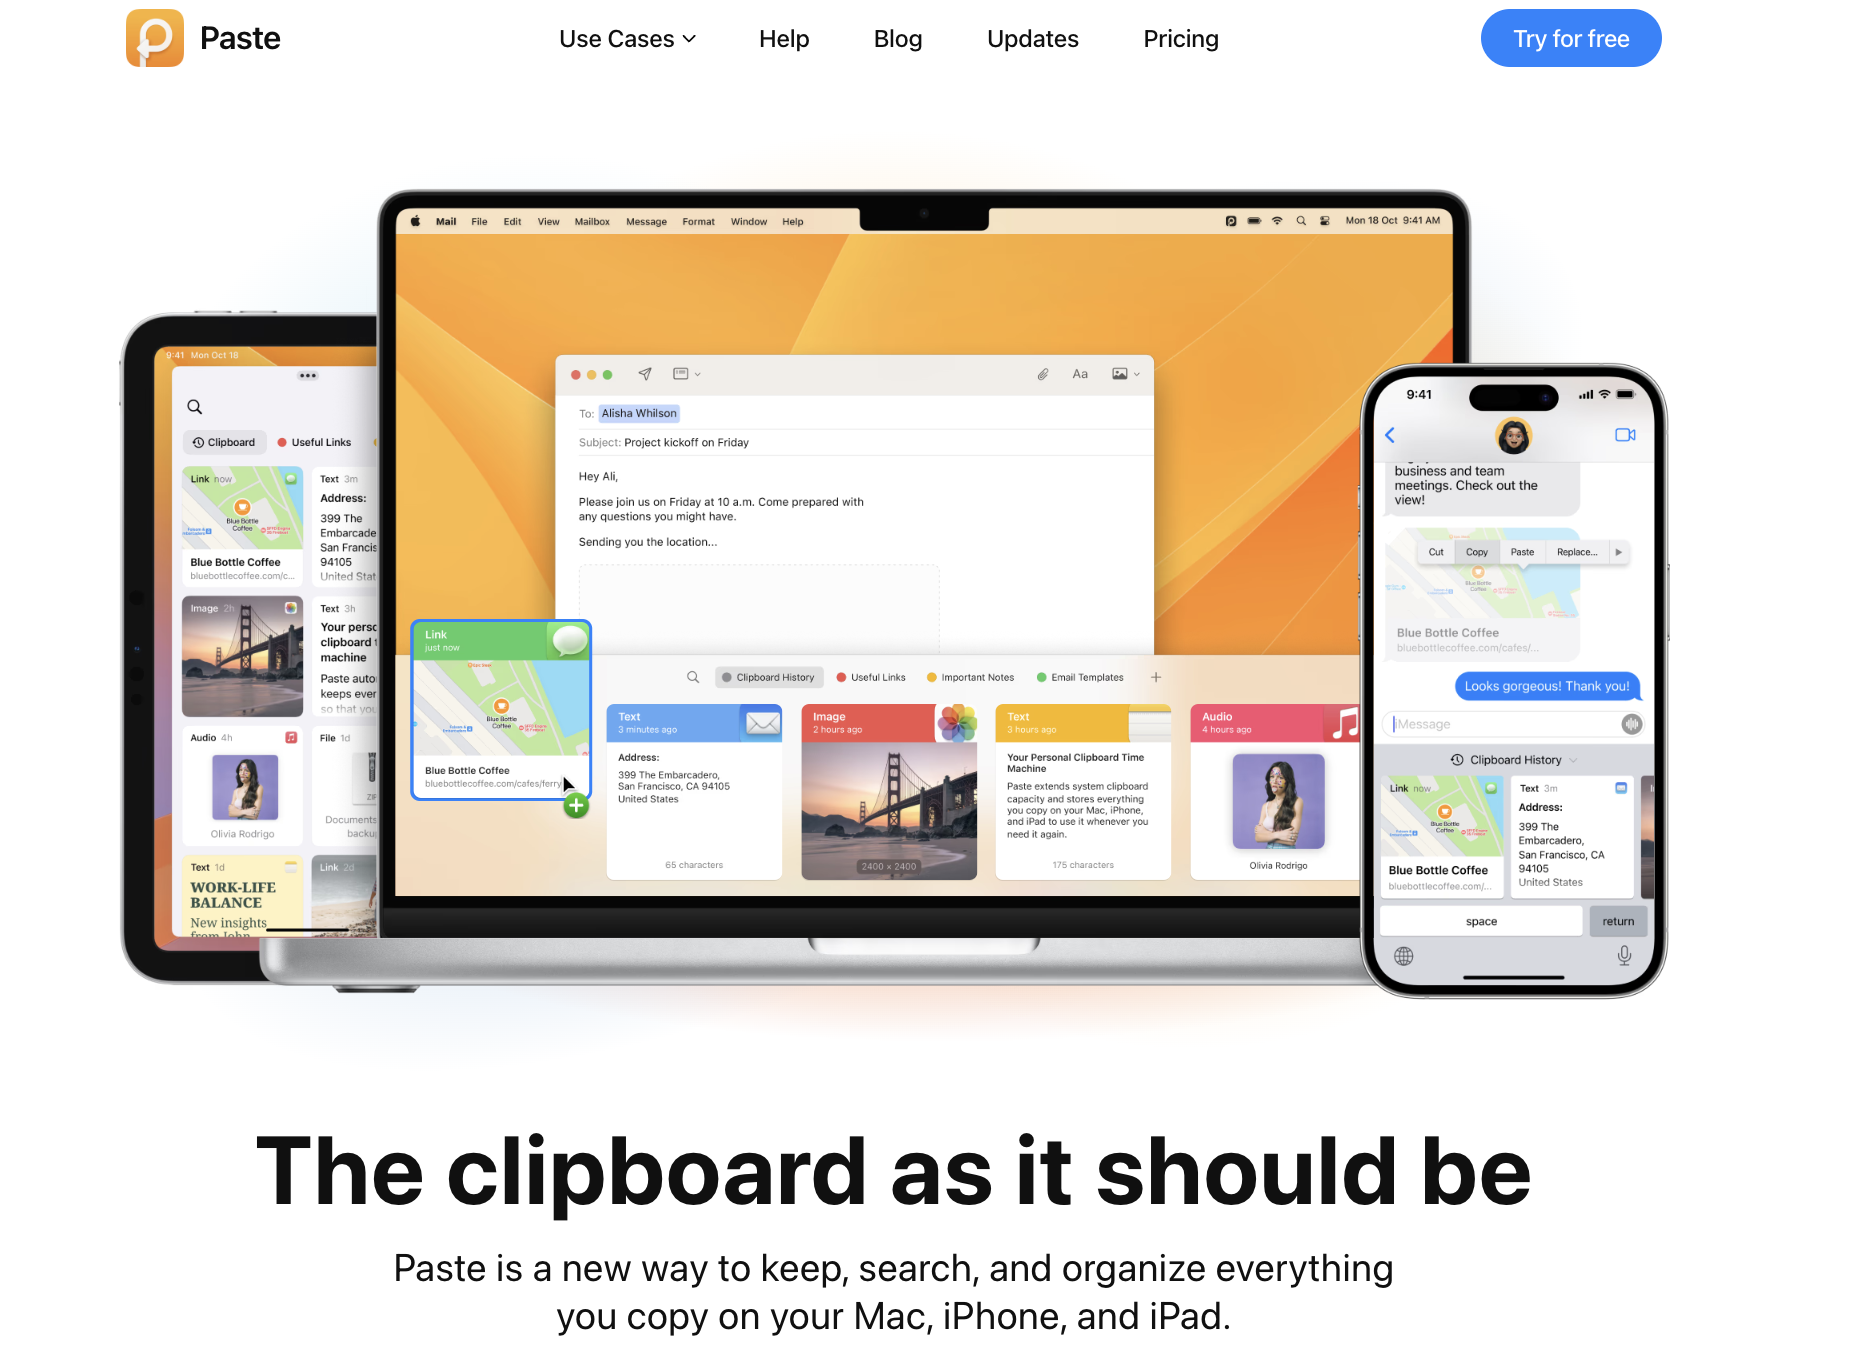 Paste
Use Cases
Help
Blog
Updates
Pricing
Try for free
Mail File Edit View Mailbox Message Format Window Help
Mon 18 Oct 9:41 AM
To: Alisha Whilson
Subject: Project kickoff on Friday
Hey Ali,
Please join us on Friday at 10 a.m. Come prepared with
any questions you might have.
Sending you the location...
Link
just now
Blue Bottle
Coffee
Blue Bottle Coffee
bluebottlecoffee.com/cafes/ferry
Clipboard History
Useful Links
Important Notes
Email Templates
Text
3 minutes ago
Address:
399 The Embarcadero,
San Francisco, CA 94105
United States
65 characters
Image
2 hours ago
2400 × 2400
Text
3 hours ago
Your Personal Clipboard Time
Machine
Paste extends system clipboard
capacity and stores everything
you copy on your Mac, iPhone,
and iPad to use it whenever you
need it again.
175 characters
Audio
4 hours ago
Olivia Rodrigo
9:41 Mon Oct 18
Clipboard
Useful Links
Link now
Blue Bottle
Coffee
Blue Bottle Coffee
bluebottlecoffee.com/c...
Text 3m
Address:
399 The
Embarcade
San Francis
94105
United Stat
Image 2h
Text 3h
Your perso
clipboard t
machine
Paste auto
keeps ever
so that you
Audio 4h
Olivia Rodrigo
File 1d
ZIP
Documents
backu
Text 1d
WORK-LIFE
BALANCE
New insights
from John
Link 2d
9:41
business and team
meetings. Check out the
view!
Cut
Copy
Paste
Replace...
Blue Bottle
Coffee
Blue Bottle Coffee
bluebottlecoffee.com/cafes/...
Looks gorgeous! Thank you!
iMessage
Clipboard History
Link now
Blue Bottle
Coffee
Blue Bottle Coffee
bluebottlecoffee.com/...
Text 3m
Address:
399 The
Embarcadero,
San Francisco, CA
94105
United States
space
return
The clipboard as it should be
Paste is a new way to keep, search, and organize everything
you copy on your Mac, iPhone, and iPad.